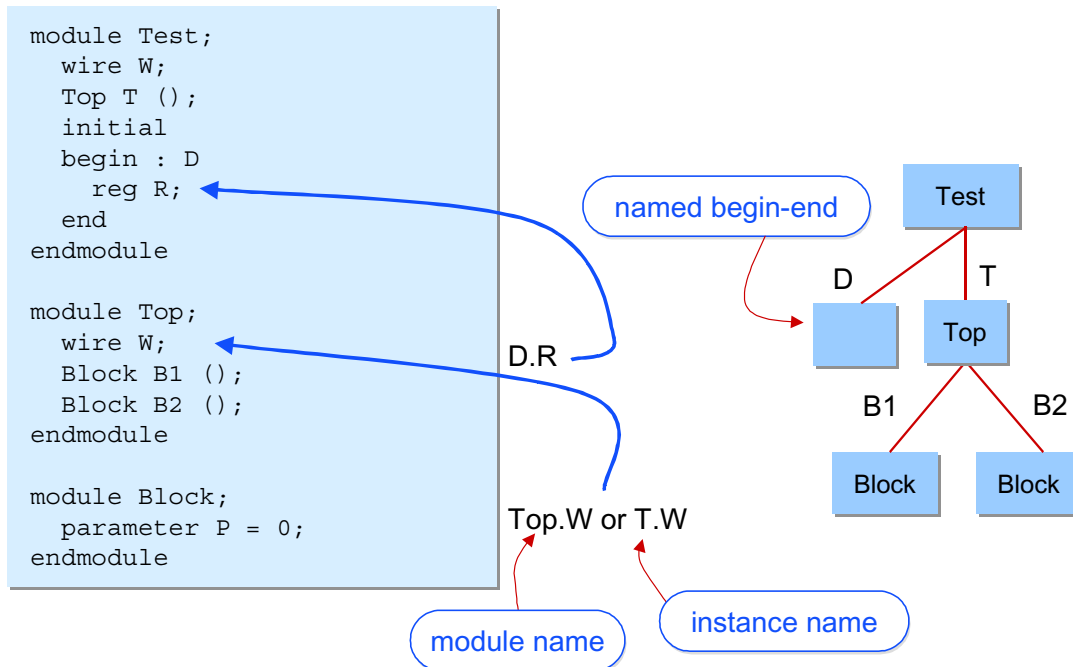 module Test;
  wire W;
  Top T ();
  initial
  begin : D
    reg R;
  end
endmodule

module Top;
  wire W;
  Block B1 ();
  Block B2 ();
endmodule

module Block;
  parameter P = 0;
endmodule
D.R
Top.W or T.W
module name
instance name
named begin-end
Test
D
T
Top
B1
B2
Block
Block